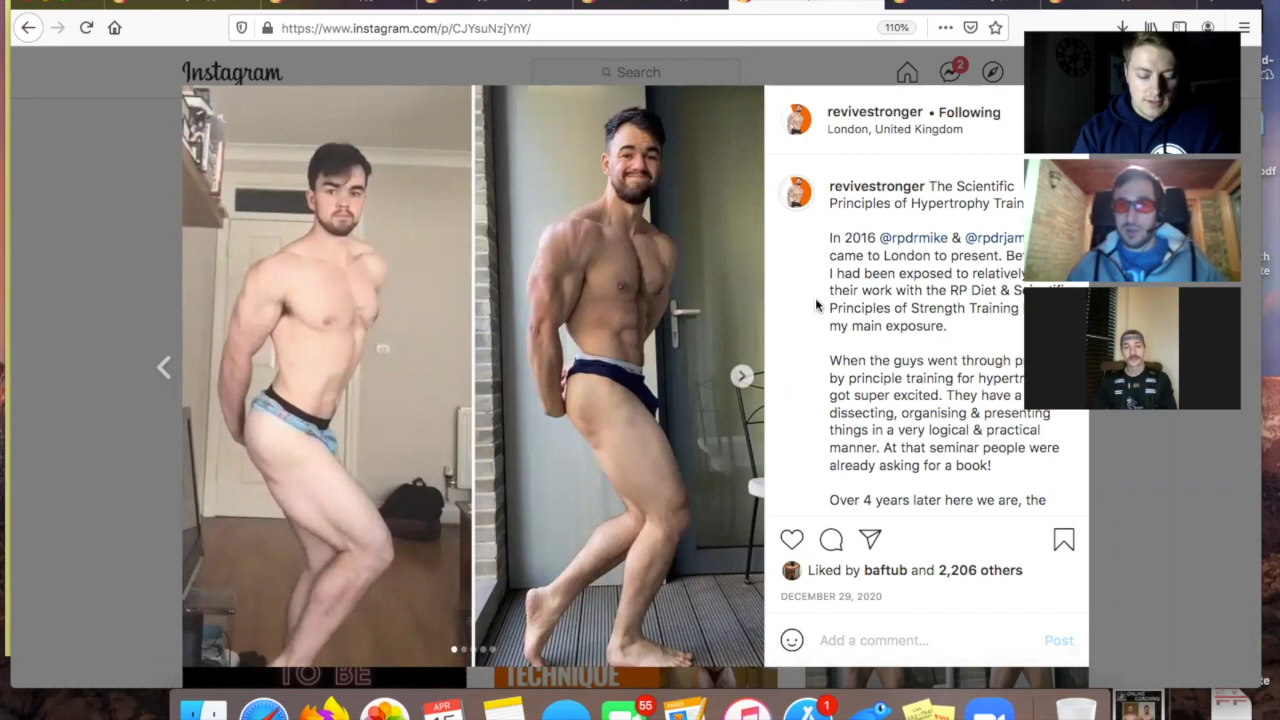 https://www.instagram.com/p/CJYsuNzjYnY/
110%
Instagram
Search
2
revivestronger • Following
London, United Kingdom
revivestronger The Scientific
Principles of Hypertrophy Train
In 2016 @rpdrmike & @rpdrjam
came to London to present. Be
I had been exposed to relatively
their work with the RP Diet & S
Principles of Strength Training
my main exposure.
When the guys went through p
by principle training for hypertr
got super excited. They have a
dissecting, organising & presenting
things in a very logical & practical
manner. At that seminar people were
already asking for a book!
Over 4 years later here we are, the
Liked by baftub and 2,206 others
DECEMBER 29, 2020
Add a comment...
Post
TO BE
TECHNIQUE
APR
55
PAGES
1
ONLINE
COACHING